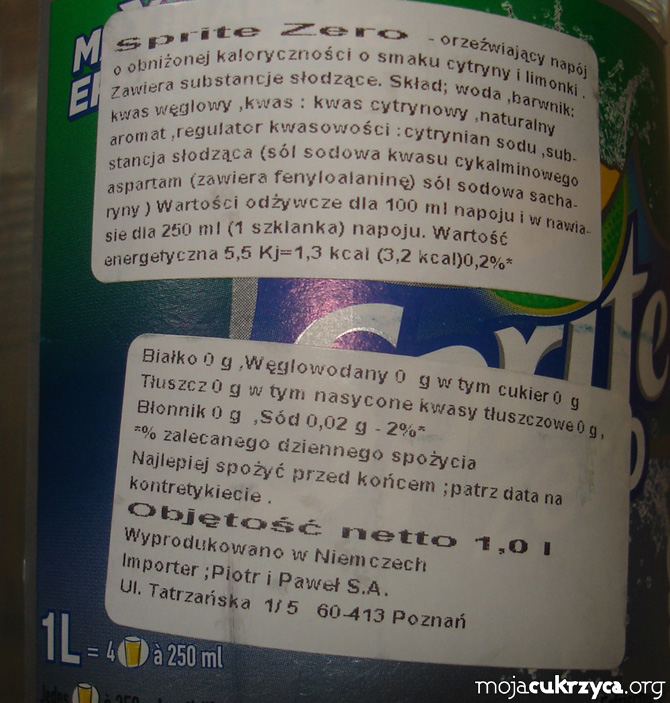 Sprite Zero - orzeźwiający napój
o obniżonej kaloryczności o smaku cytryny i limonki .
Zawiera substancje słodzące. Skład; woda ,barwnik:
kwas węglowy ,kwas : kwas cytrynowy ,naturalny
aromat ,regulator kwasowości :cytrynian sodu ,sub-
stancja słodząca (sól sodowa kwasu cykalminowego
aspartam (zawiera fenyloalaninę) sól sodowa sacha-
ryny ) Wartości odżywcze dla 100 ml napoju i w nawia-
sie dla 250 ml (1 szklanka) napoju. Wartość
energetyczna 5,5 Kj=1,3 kcal (3,2 kcal)0,2%*
Sprite
Białko 0 g ,Węglowodany 0 g w tym cukier 0 g
Tłuszcz 0 g w tym nasycone kwasy tłuszczowe 0 g ,
Błonnik 0 g ,Sód 0,02 g - 2%*
*% zalecanego dziennego spożycia
Najlepiej spożyć przed końcem ;patrz data na
kontretykiecie .
Objętość netto 1,0 l
Wyprodukowano w Niemczech
Importer ;Piotr i Paweł S.A.
Ul. Tatrzańska 1/ 5 60-413 Poznań
1L = 4 à 250 ml
mojacukrzyca.org